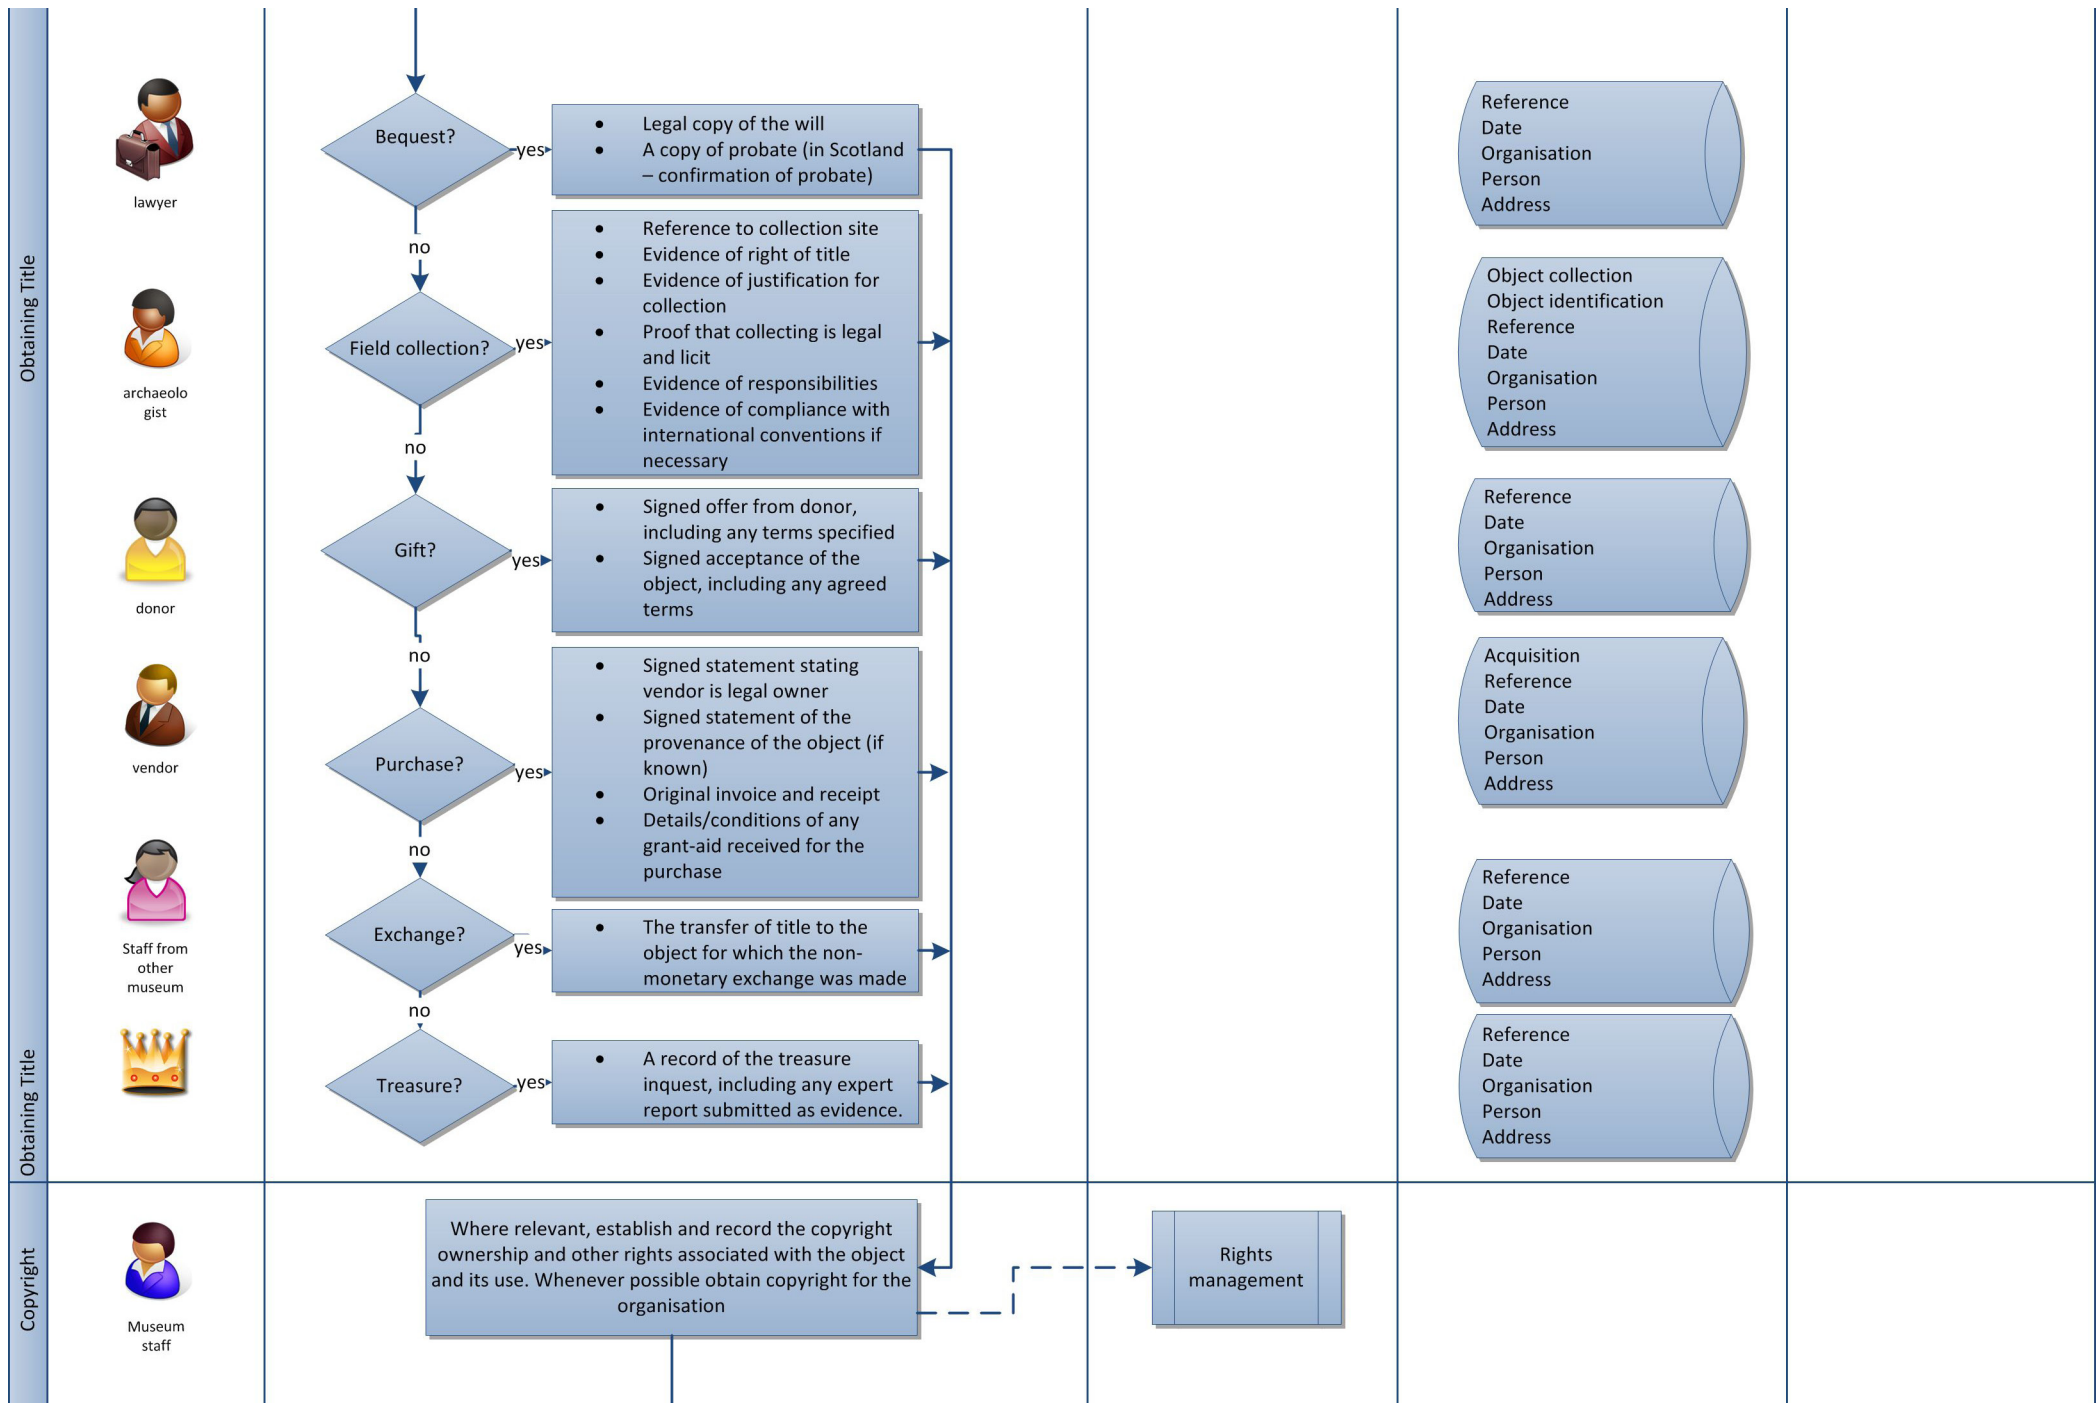 Obtaining Title
lawyer
Bequest?
yes
• Legal copy of the will
• A copy of probate (in Scotland
– confirmation of probate)
Reference
Date
Organisation
Person
Address
no
archaeolo
gist
Field collection?
yes
• Reference to collection site
• Evidence of right of title
• Evidence of justification for
collection
• Proof that collecting is legal
and licit
• Evidence of responsibilities
• Evidence of compliance with
international conventions if
necessary
Object collection
Object identification
Reference
Date
Organisation
Person
Address
no
donor
Gift?
yes
• Signed offer from donor,
including any terms specified
• Signed acceptance of the
object, including any agreed
terms
Reference
Date
Organisation
Person
Address
no
vendor
Purchase?
yes
• Signed statement stating
vendor is legal owner
• Signed statement of the
provenance of the object (if
known)
• Original invoice and receipt
• Details/conditions of any
grant-aid received for the
purchase
Acquisition
Reference
Date
Organisation
Person
Address
no
Staff from
other
museum
Exchange?
yes
• The transfer of title to the
object for which the non-
monetary exchange was made
Reference
Date
Organisation
Person
Address
no
Obtaining Title
Treasure?
yes
• A record of the treasure
inquest, including any expert
report submitted as evidence.
Reference
Date
Organisation
Person
Address
Copyright
Museum
staff
Where relevant, establish and record the copyright
ownership and other rights associated with the object
and its use. Whenever possible obtain copyright for the
organisation
Rights
management